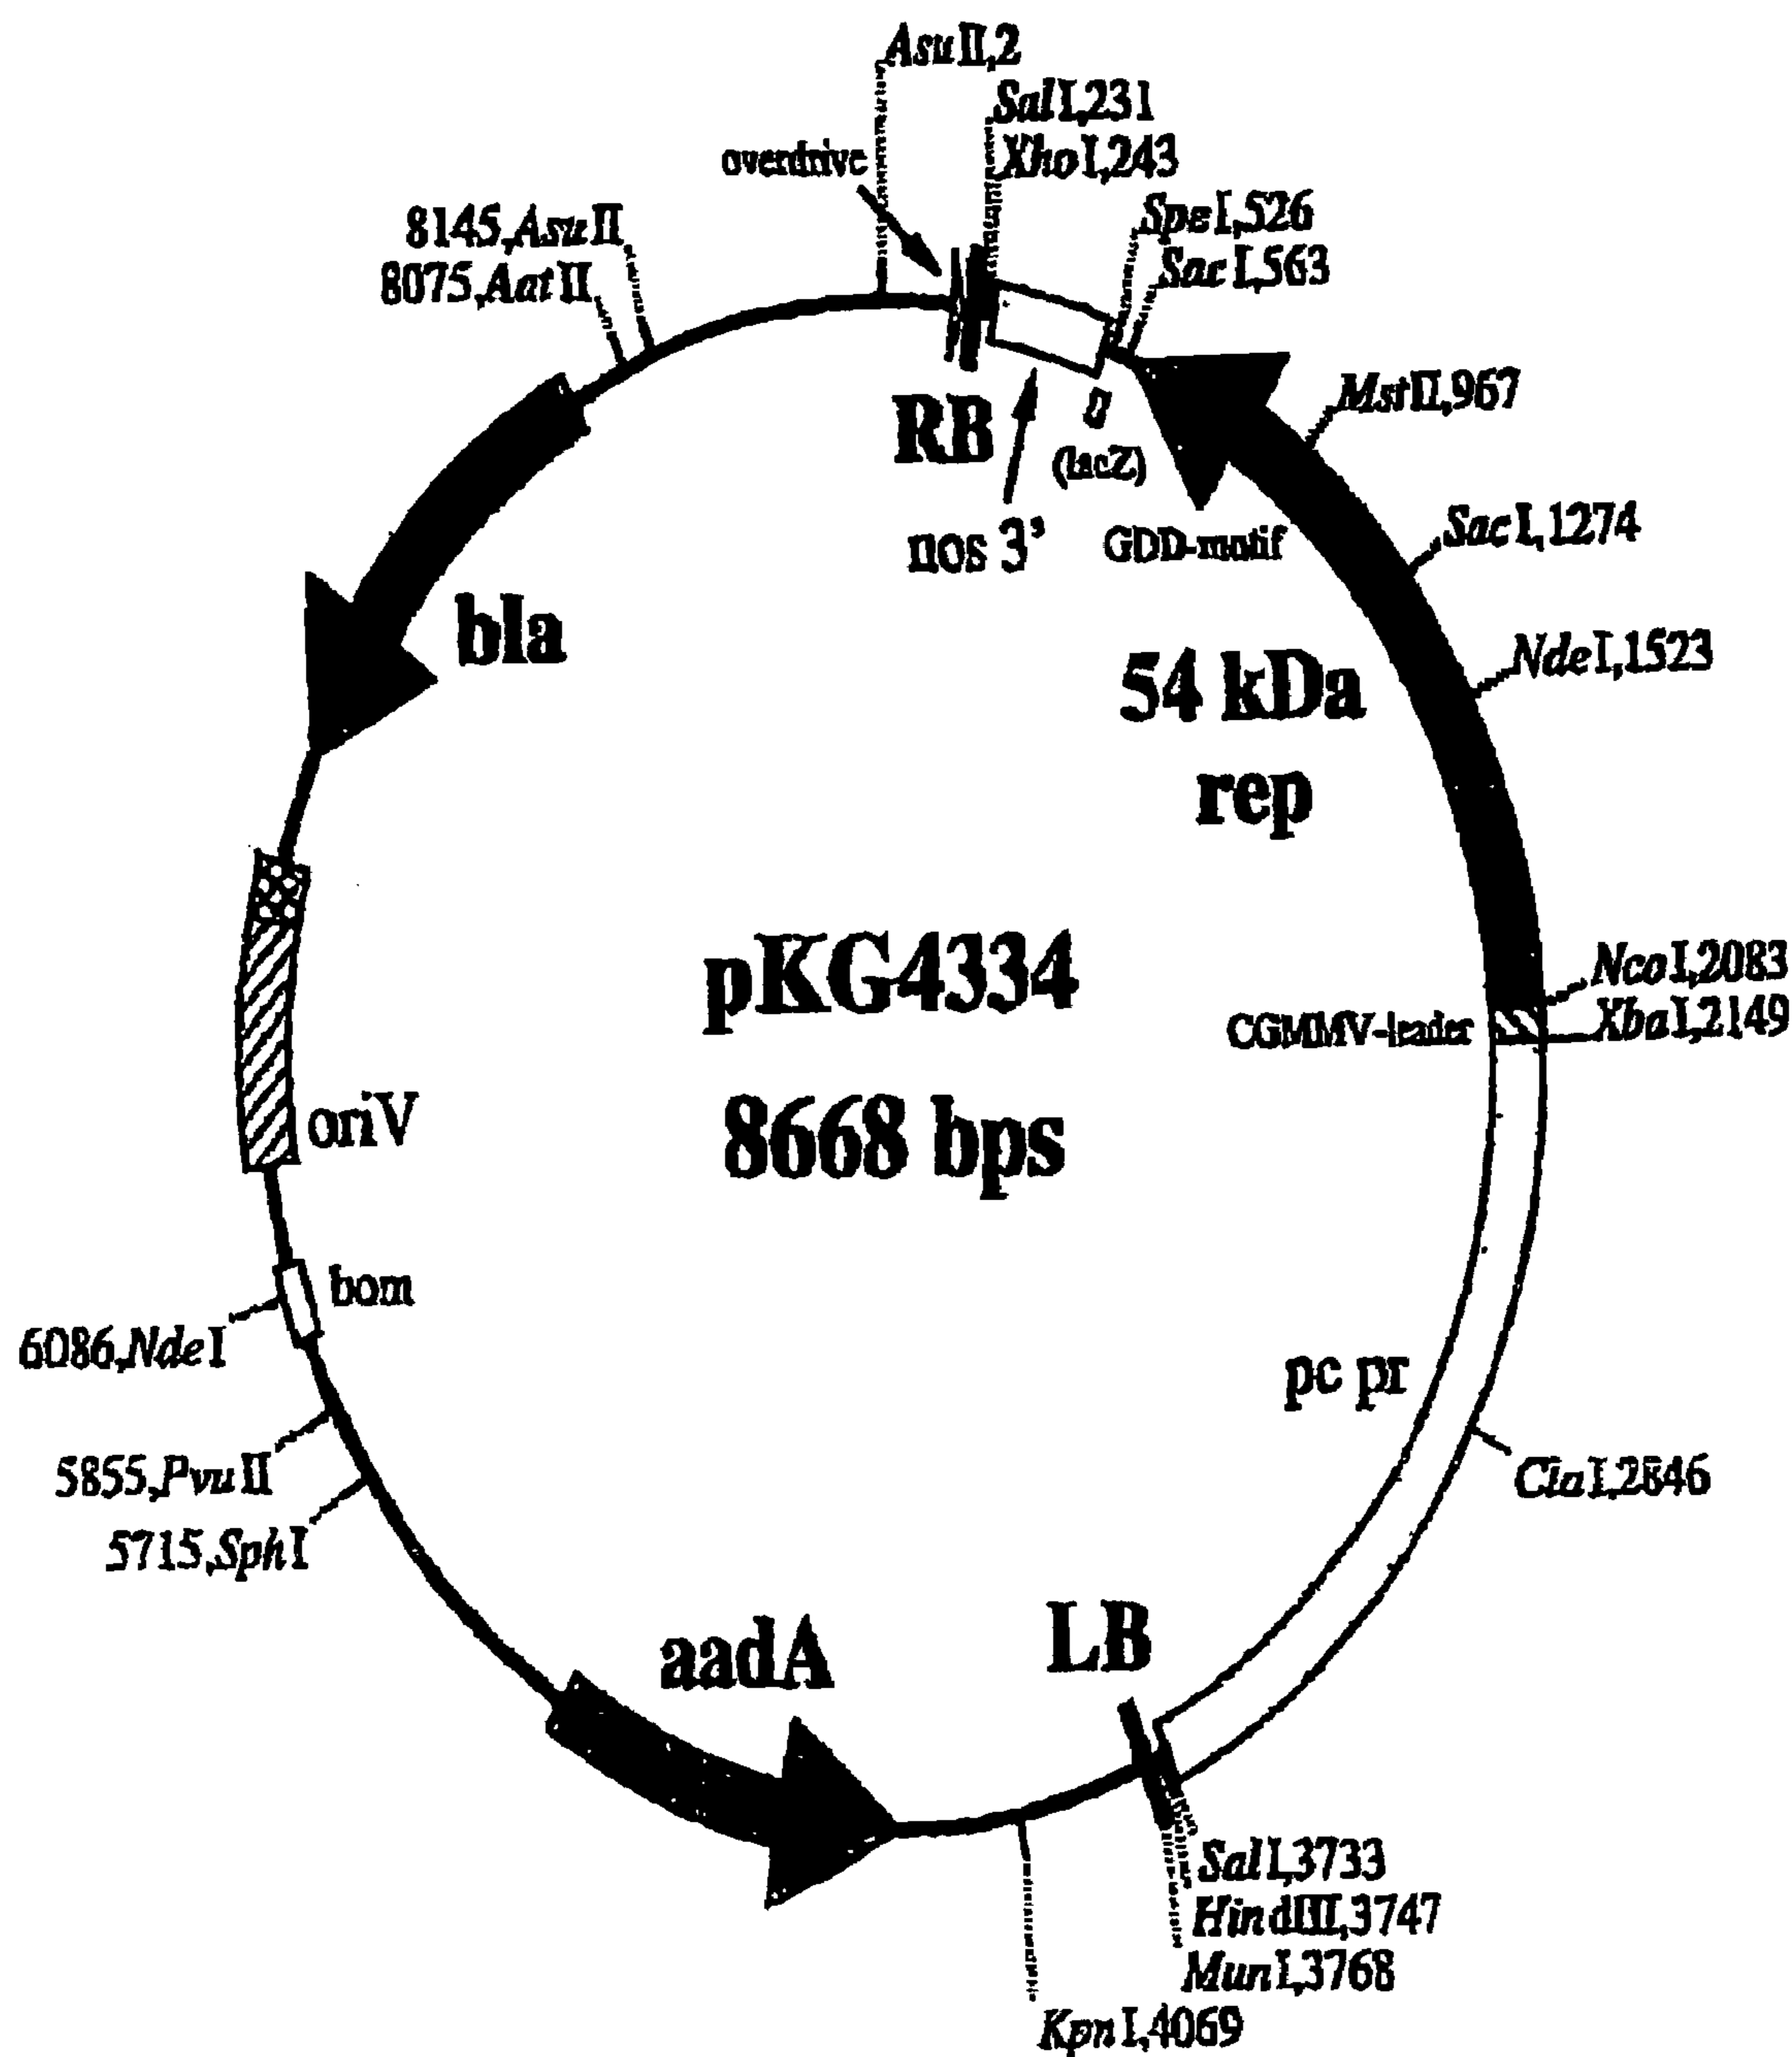 AsuII,2
SalI,231
XhoI,243
overdrive
SpeI,526
SacI,563
8145,AsuII
8075,AatII
MstII,967
RB
(lacZ)
nos 3'
GDD-motif
SacI,1274
bla
NdeI,1523
54 kDa
rep
pKG4334
8668 bps
NcoI,2083
XbaI,2149
CGMMV-leader
oriV
bom
6086,NdeI
pc pr
5855,PvuII
ClaI,2846
5715,SphI
aadA
LB
SalI,3733
HindIII,3747
MunI,3768
KpnI,4069